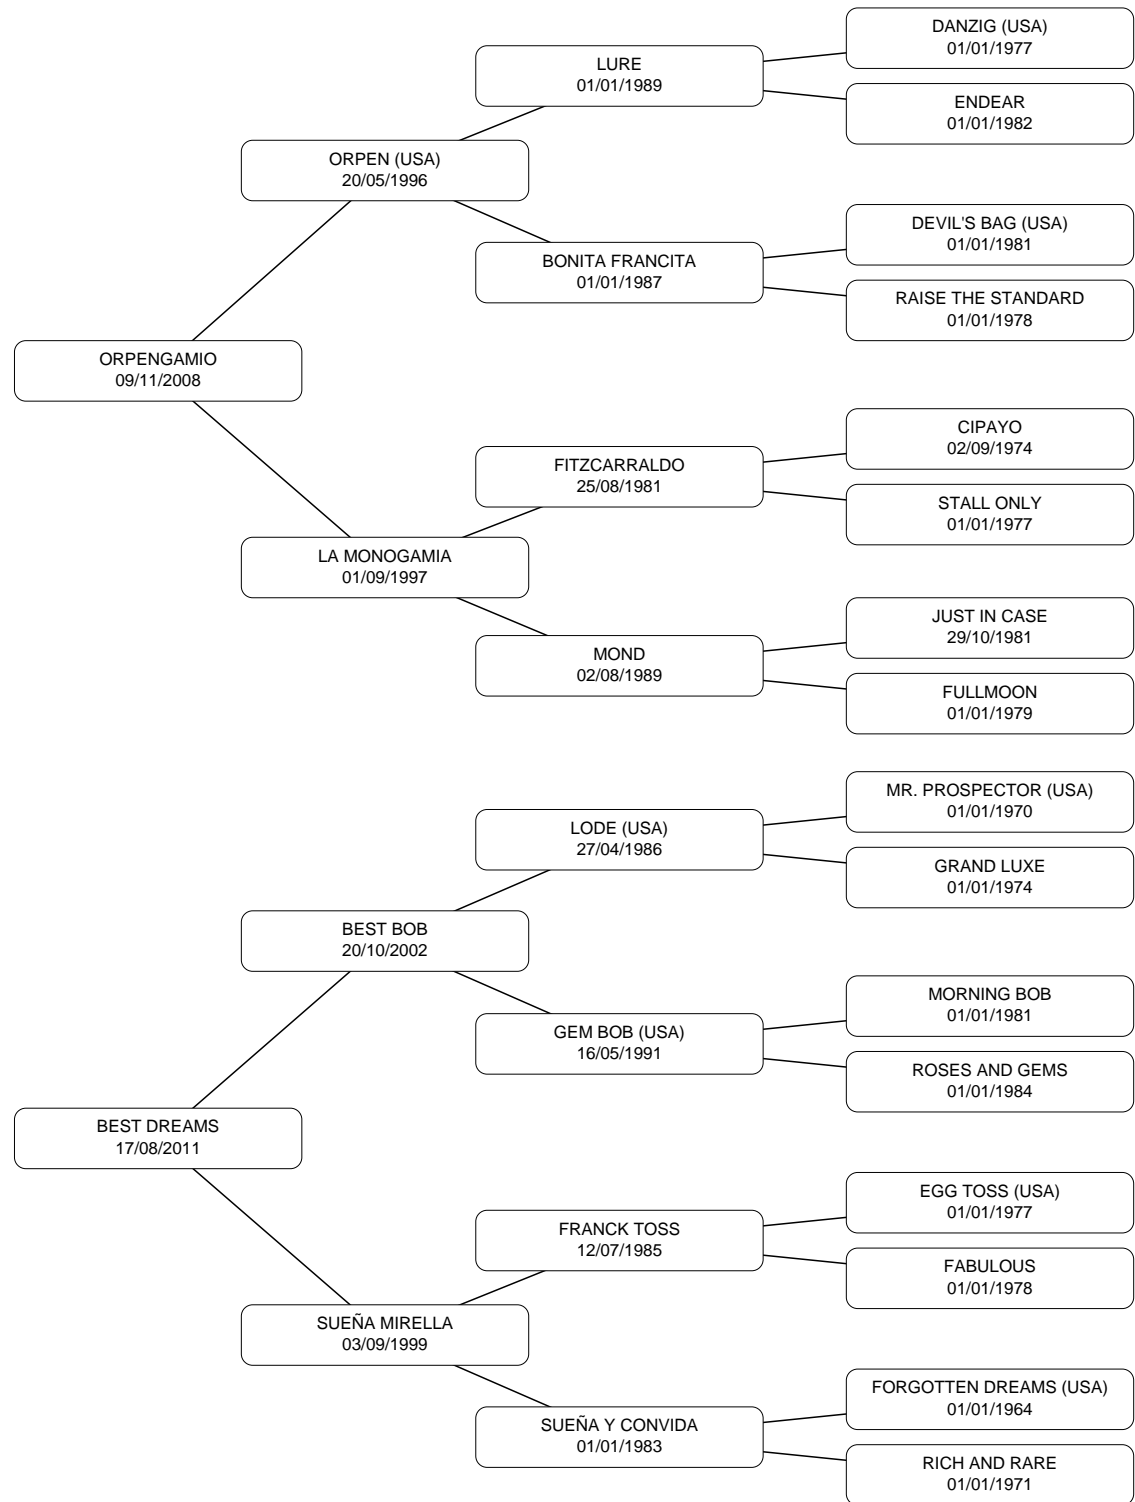 DANZIG (USA)
01/01/1977
LURE
01/01/1989
ENDEAR
01/01/1982
ORPEN (USA)
20/05/1996
DEVIL'S BAG (USA)
01/01/1981
BONITA FRANCITA
01/01/1987
RAISE THE STANDARD
01/01/1978
ORPENGAMIO
09/11/2008
CIPAYO
02/09/1974
FITZCARRALDO
25/08/1981
STALL ONLY
01/01/1977
LA MONOGAMIA
01/09/1997
JUST IN CASE
29/10/1981
MOND
02/08/1989
FULLMOON
01/01/1979
MR. PROSPECTOR (USA)
01/01/1970
LODE (USA)
27/04/1986
GRAND LUXE
01/01/1974
BEST BOB
20/10/2002
MORNING BOB
01/01/1981
GEM BOB (USA)
16/05/1991
ROSES AND GEMS
01/01/1984
BEST DREAMS
17/08/2011
EGG TOSS (USA)
01/01/1977
FRANCK TOSS
12/07/1985
FABULOUS
01/01/1978
SUEÑA MIRELLA
03/09/1999
FORGOTTEN DREAMS (USA)
01/01/1964
SUEÑA Y CONVIDA
01/01/1983
RICH AND RARE
01/01/1971